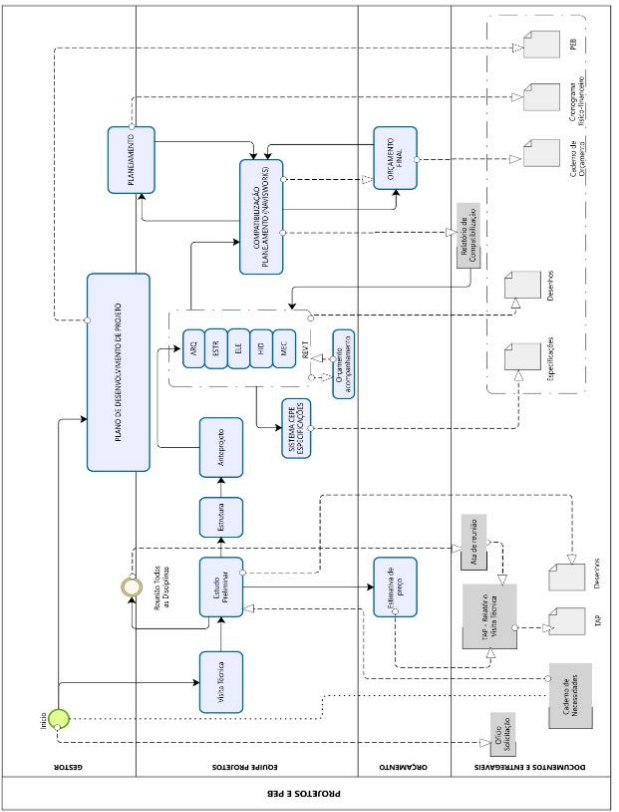 PROJETOS E PEB
GESTOR
EQUIPE PROJETOS
ORÇAMENTO
DOCUMENTOS E ENTREGÁVEIS
Início
PLANO DE DESENVOLVIMENTO DE PROJETO
PLANEJAMENTO
Reunião Todos
as Disciplinas
Visita Técnica
Estudo
Preliminar
Estrutura
Anteprojeto
ARQ
ESTR
ELE
HID
MEC
REVIT
SISTEMA CEPE
ESPECIFICAÇÕES
COMPATIBILIZAÇÃO
PLANEJAMENTO (NAVISWORKS)
Estimativa de
preço
Orçamento
acompanhamento
ORÇAMENTO
FINAL
Ofício
Solicitação
Caderno de
Necessidades
TAP - Relatório
Visita Técnica
Ata de reunião
TAP
Desenhos
Relatório de
Compatibilização
Especificações
Desenhos
Caderno de
Orçamento
Cronograma
físico-financeiro
PEB